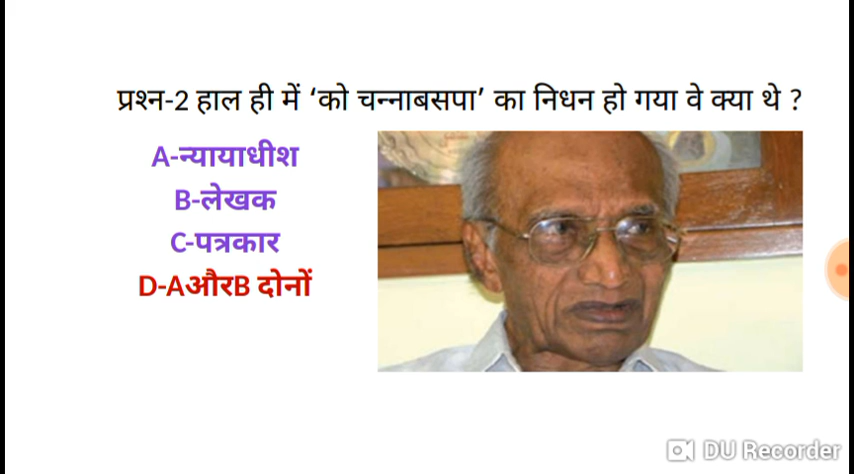 प्रश्न-2 हाल ही में ‘को चन्नाबसपा’ का निधन हो गया वे क्या थे ?
A-न्यायाधीश
B-लेखक
C-पत्रकार
D-AऔरB दोनों
DU Recorder